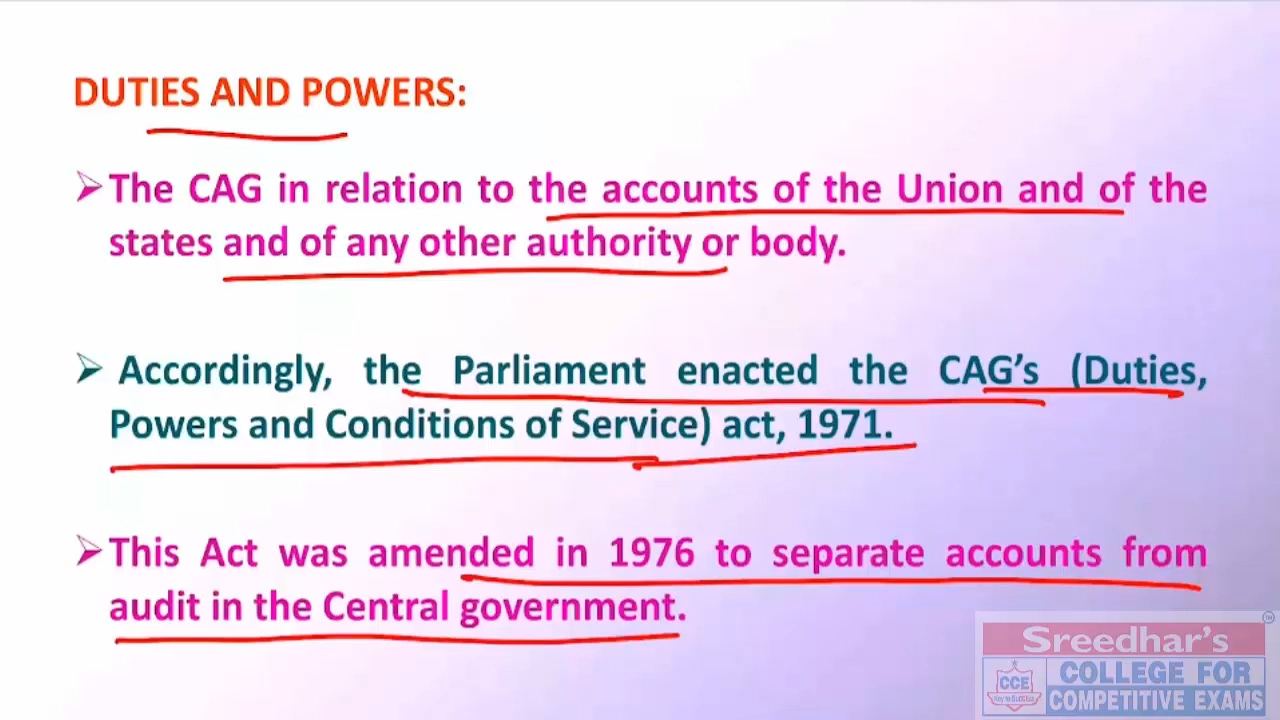 DUTIES AND POWERS:
➢The CAG in relation to the accounts of the Union and of the
states and of any other authority or body.
➢ Accordingly, the Parliament enacted the CAG’s (Duties,
Powers and Conditions of Service) act, 1971.
➢This Act was amended in 1976 to separate accounts from
audit in the Central government.
TM
Sreedhar's
CCE
COLLEGE FOR
COMPETITIVE EXAMS